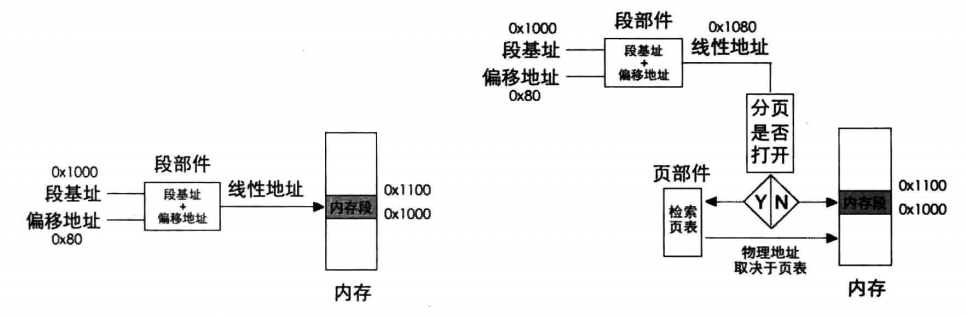 0x1000
段基址
偏移地址
0x80
段部件
段基址
+
偏移地址
线性地址
内存段
0x1100
0x1000
内存
0x1000
段基址
偏移地址
0x80
段部件
段基址
+
偏移地址
0x1080
线性地址
分页
是否
打开
Y N
页部件
检索
页表
物理地址
取决于页表
内存段
0x1100
0x1000
内存